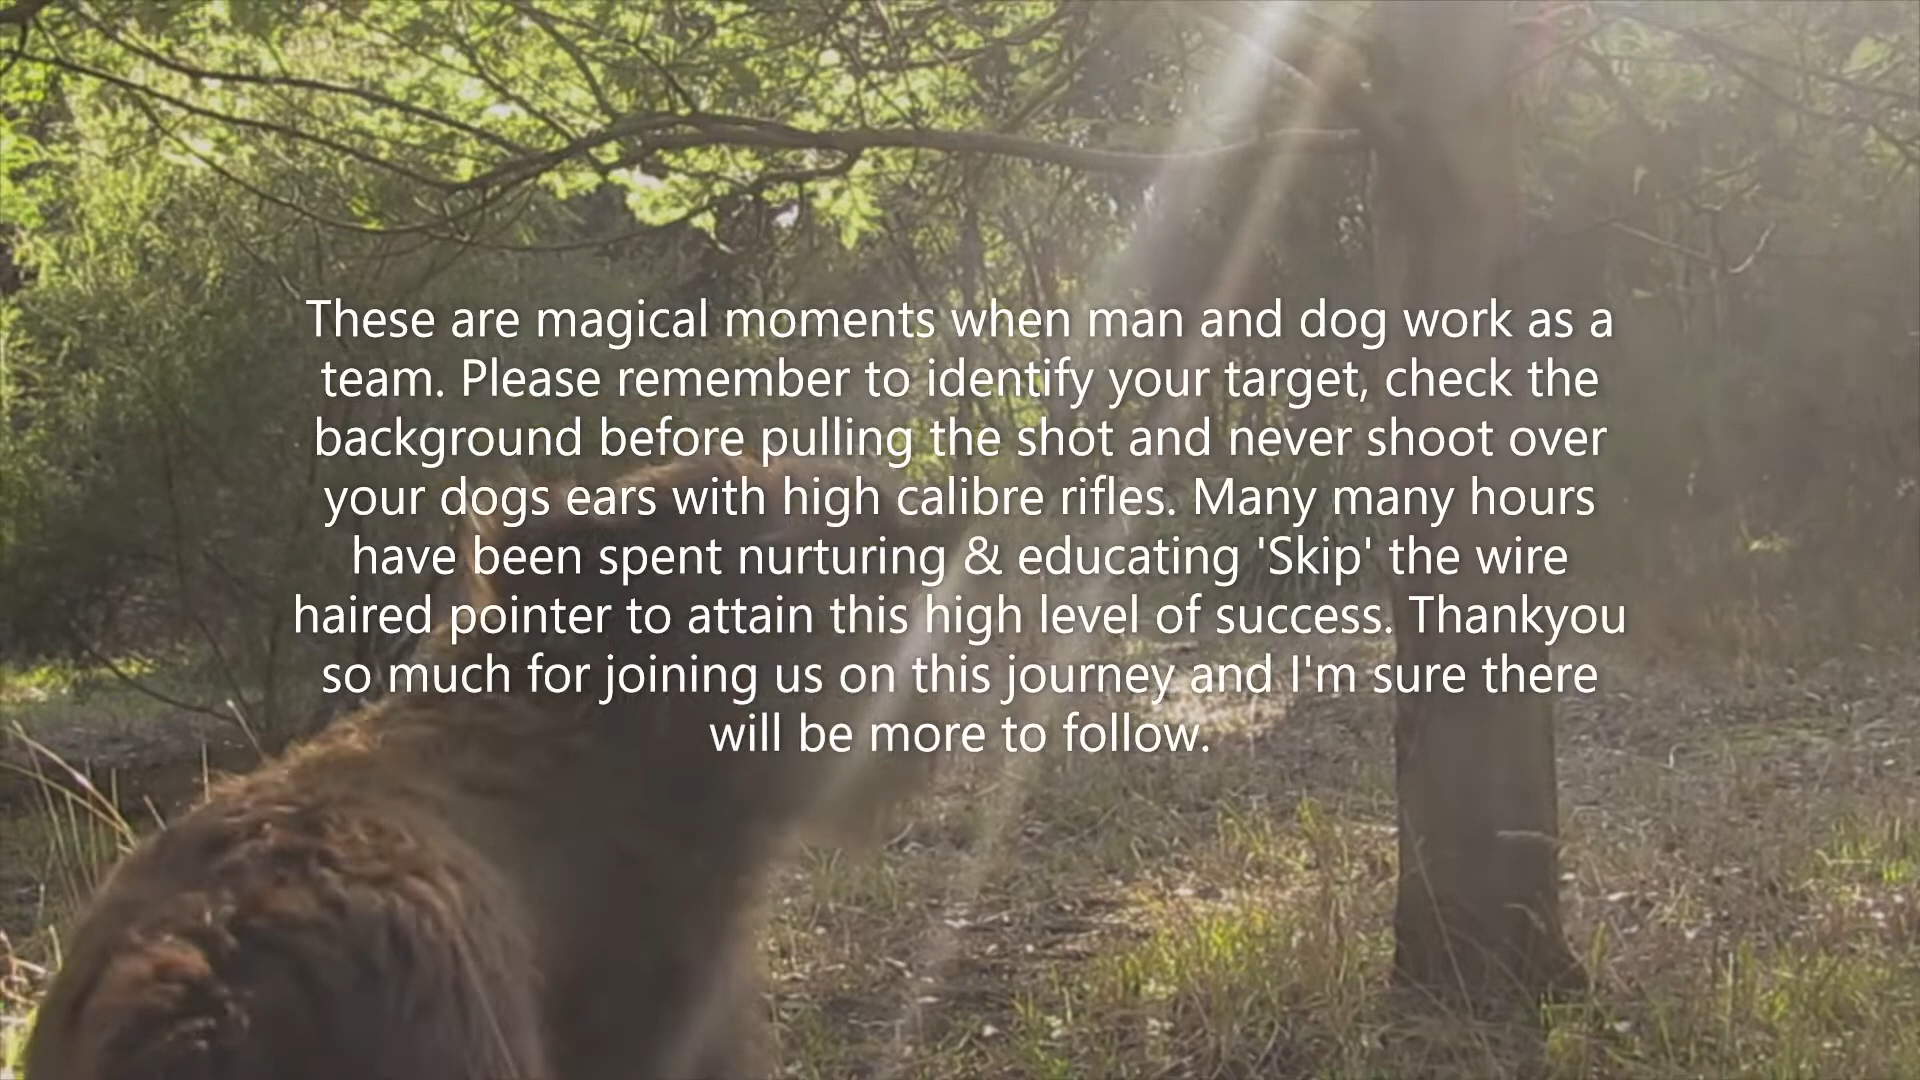 These are magical moments when man and dog work as a
team. Please remember to identify your target, check the
background before pulling the shot and never shoot over
your dogs ears with high calibre rifles. Many many hours
have been spent nurturing & educating 'Skip' the wire
haired pointer to attain this high level of success. Thankyou
so much for joining us on this journey and I'm sure there
will be more to follow.